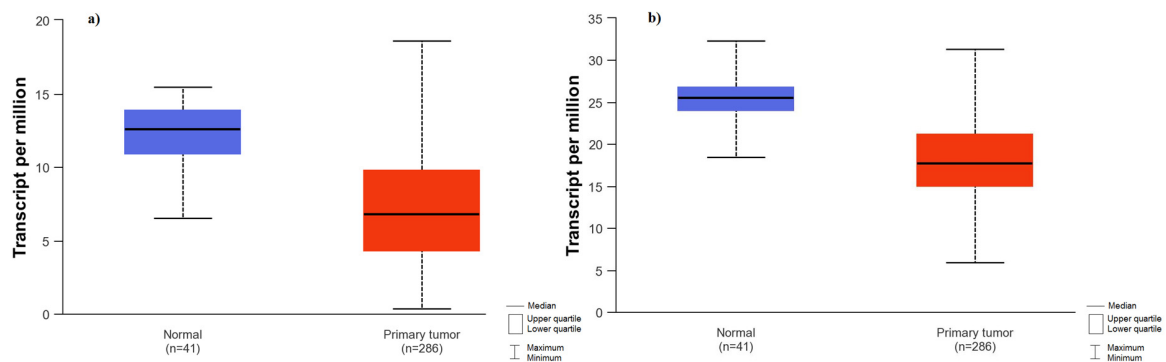 a)
Transcript per million
20
15
10
5
0
Normal
(n=41)
Primary tumor
(n=286)
Median
Upper quartile
Lower quartile
Maximum
Minimum
b)
Transcript per million
35
30
25
20
15
10
5
0
Normal
(n=41)
Primary tumor
(n=286)
Median
Upper quartile
Lower quartile
Maximum
Minimum